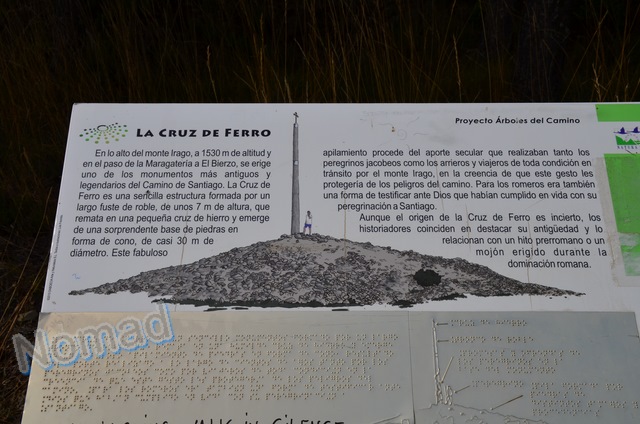 LA CRUZ DE FERRO
Proyecto Árboles del Camino
En lo alto del monte Irago, a 1530 m de altitud y
en el paso de la Maragatería a El Bierzo, se erige
uno de los monumentos más antiguos y
legendarios del Camino de Santiago. La Cruz de
Ferro es una sencilla estructura formada por un
largo fuste de roble, de unos 7 m de altura, que
remata en una pequeña cruz de hierro y emerge
de una sorprendente base de piedras en
forma de cono, de casi 30 m de
diámetro. Este fabuloso
apilamiento procede del aporte secular que realizaban tanto los
peregrinos jacobeos como los arrieros y viajeros de toda condición en
tránsito por el monte Irago, en la creencia de que este gesto les
protegería de los peligros del camino. Para los romeros era también
una forma de testificar ante Dios que habían cumplido en vida con su
peregrinación a Santiago.
Aunque el origen de la Cruz de Ferro es incierto, los
historiadores coinciden en destacar su antigüedad y lo
relacionan con un hito prerromano o un
mojón erigido durante la
dominación romana.
Nomad
WALK IN SILENCE